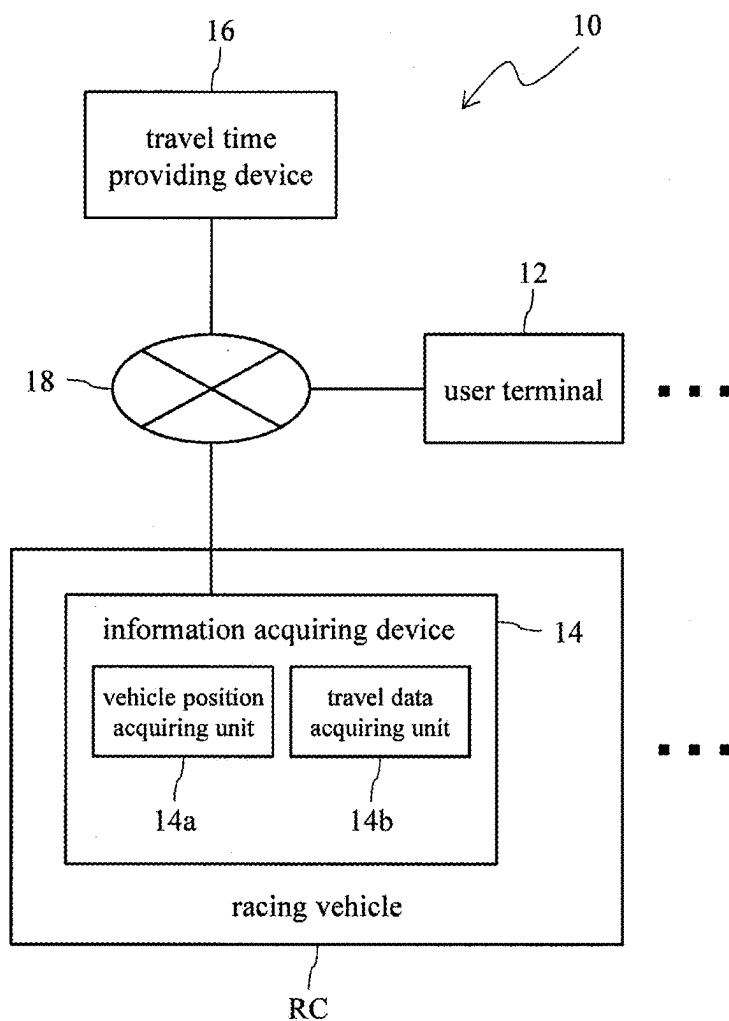 16
10
travel time
providing device
12
18
user terminal
information acquiring device
14
vehicle position
acquiring unit
travel data
acquiring unit
14a
14b
racing vehicle
RC